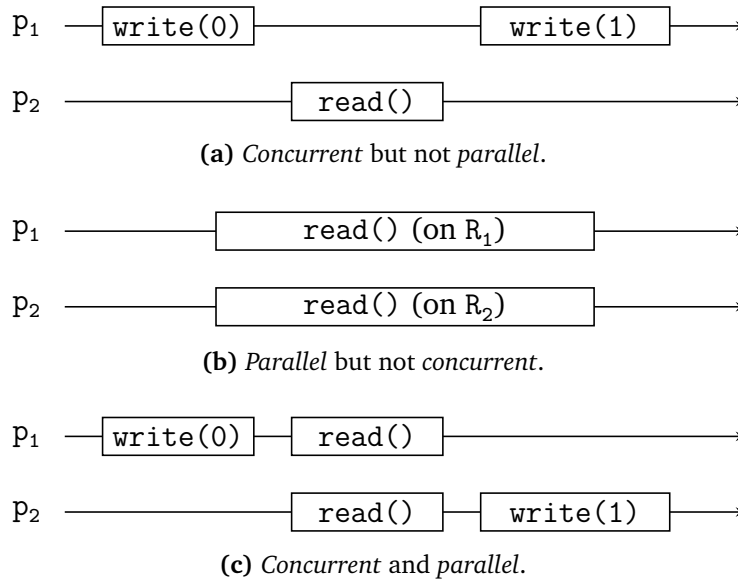 p₁ write(0) write(1)
p₂ read()
(a) Concurrent but not parallel.
p₁ read() (on R₁)
p₂ read() (on R₂)
(b) Parallel but not concurrent.
p₁ write(0) read()
p₂ read() write(1)
(c) Concurrent and parallel.